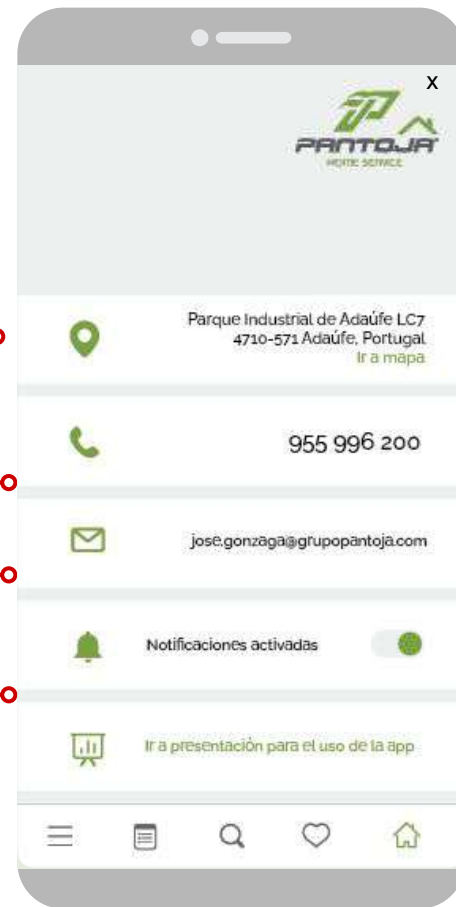 X
PANTOJA
HOME SERVICE
Parque Industrial de Adaúfe LC7
4710-571 Adaúfe, Portugal
Ir a mapa
955 996 200
jose.gonzaga@grupopantoja.com
Notificaciones activadas
Ir a presentación para el uso de la app